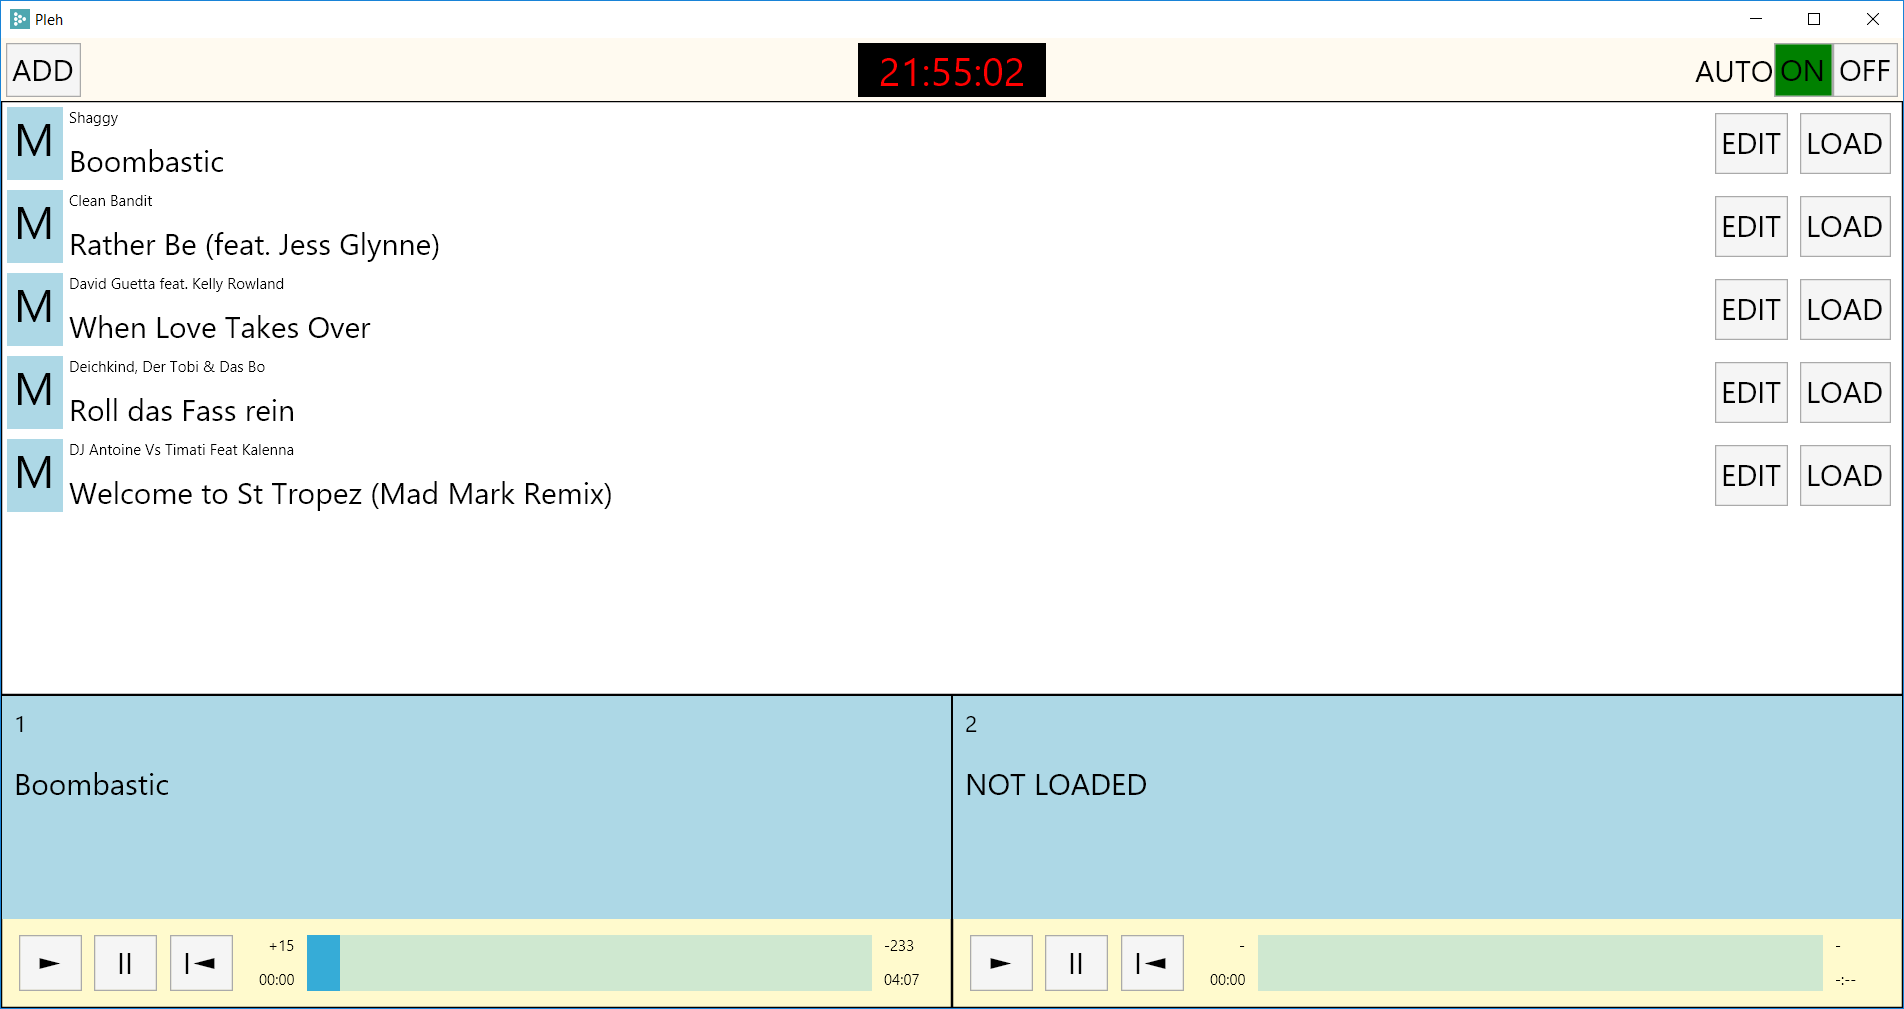 Pleh
ADD
21:55:02
AUTO ON OFF
M
Shaggy
Boombastic
EDIT LOAD
M
Clean Bandit
Rather Be (feat. Jess Glynne)
EDIT LOAD
M
David Guetta feat. Kelly Rowland
When Love Takes Over
EDIT LOAD
M
Deichkind, Der Tobi & Das Bo
Roll das Fass rein
EDIT LOAD
M
DJ Antoine Vs Timati Feat Kalenna
Welcome to St Tropez (Mad Mark Remix)
EDIT LOAD
1
Boombastic
+15
00:00
-233
04:07
2
NOT LOADED
-
00:00
-
-:--